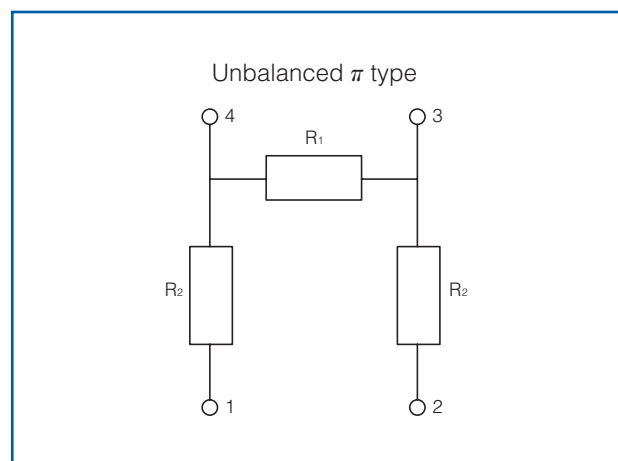 Unbalanced π type
4
3
R₁
R₂
R₂
1
2